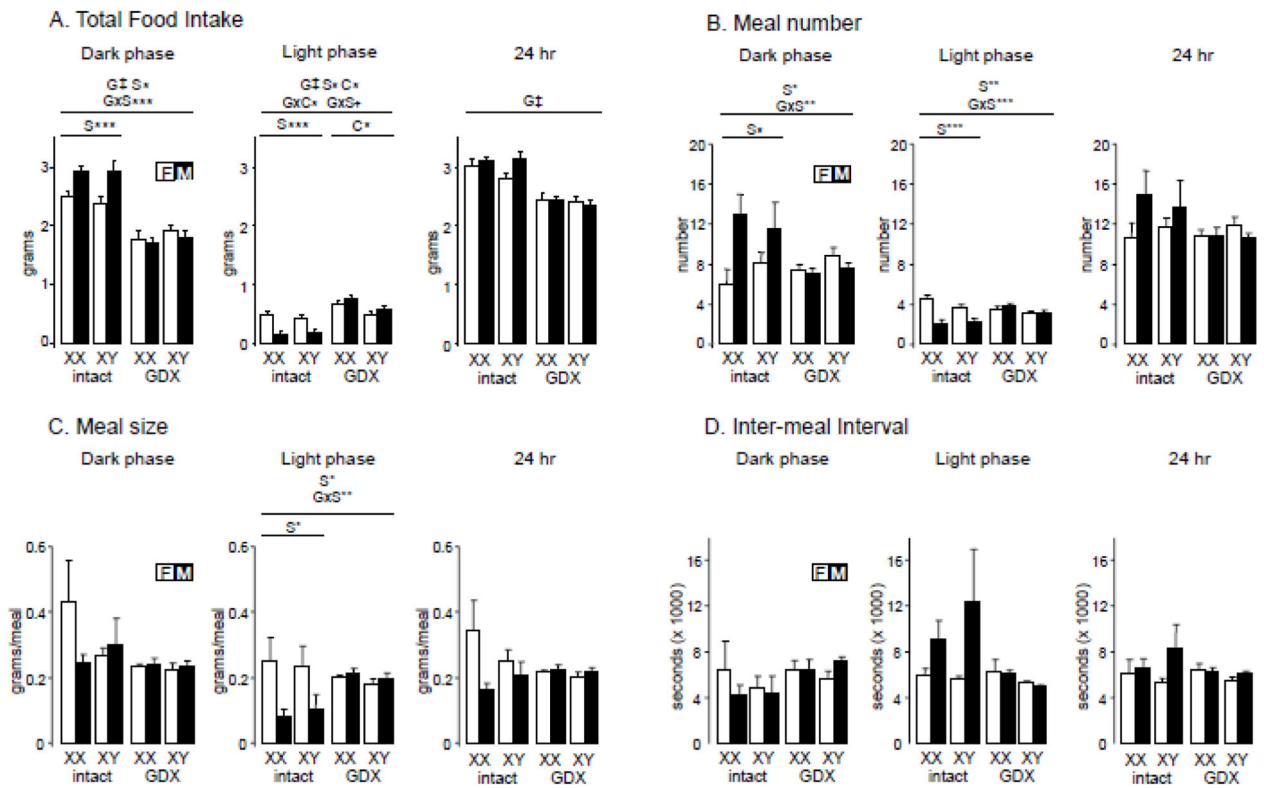 A. Total Food Intake
Dark phase
Light phase
24 hr
G‡ S*
GxS***
S***
G‡ S* C*
GxC* GxS+
S***
C*
G‡
F M
grams
3
2
1
0
XX XY XX XY
intact GDX
grams
3
2
1
0
XX XY XX XY
intact GDX
grams
3
2
1
0
XX XY XX XY
intact GDX
B. Meal number
Dark phase
Light phase
24 hr
S*
GxS**
S*
S**
GxS***
S***
F M
number
20
16
12
8
4
0
XX XY XX XY
intact GDX
number
20
16
12
8
4
0
XX XY XX XY
intact GDX
number
20
16
12
8
4
0
XX XY XX XY
intact GDX
C. Meal size
Dark phase
Light phase
24 hr
S*
GxS**
S*
F M
grams/meal
0.6
0.4
0.2
0
XX XY XX XY
intact GDX
grams/meal
0.6
0.4
0.2
0
XX XY XX XY
intact GDX
grams/meal
0.6
0.4
0.2
0
XX XY XX XY
intact GDX
D. Inter-meal Interval
Dark phase
Light phase
24 hr
F M
seconds (x 1000)
16
12
8
4
0
XX XY XX XY
intact GDX
seconds (x 1000)
16
12
8
4
0
XX XY XX XY
intact GDX
seconds (x 1000)
16
12
8
4
0
XX XY XX XY
intact GDX